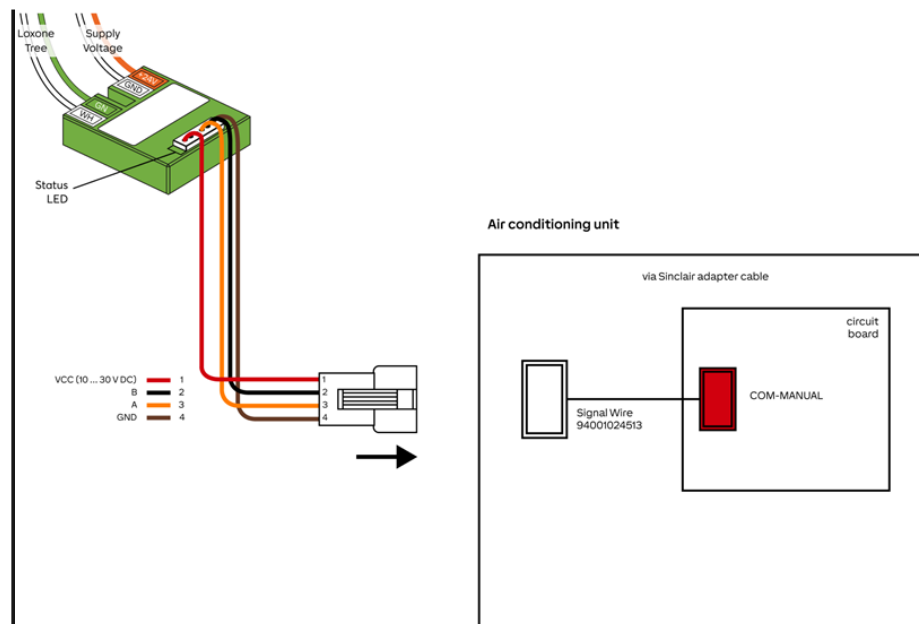 Loxone
Tree
Supply
Voltage
24V
GND
GN
WH
Status
LED
Air conditioning unit
via Sinclair adapter cable
circuit
board
COM-MANUAL
Signal Wire
94001024513
VCC (10 ... 30 V DC) 1
B 2
A 3
GND 4
1
2
3
4